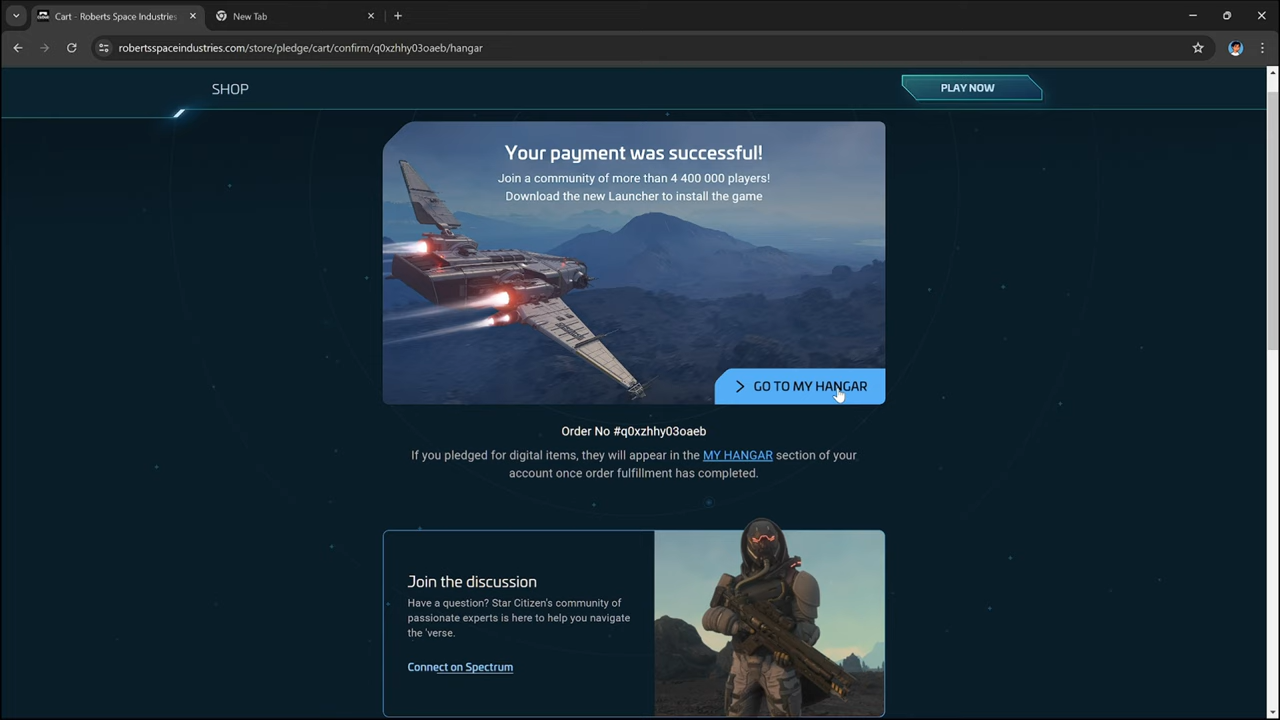 Cart - Roberts Space Industries
New Tab
robertsspaceindustries.com/store/pledge/cart/confirm/q0xzhhy03oaeb/hangar
SHOP
PLAY NOW
Your payment was successful!
Join a community of more than 4 400 000 players!
Download the new Launcher to install the game
GO TO MY HANGAR
Order No #q0xzhhy03oaeb
If you pledged for digital items, they will appear in the MY HANGAR section of your
account once order fulfillment has completed.
Join the discussion
Have a question? Star Citizen's community of
passionate experts is here to help you navigate
the 'verse.
Connect on Spectrum